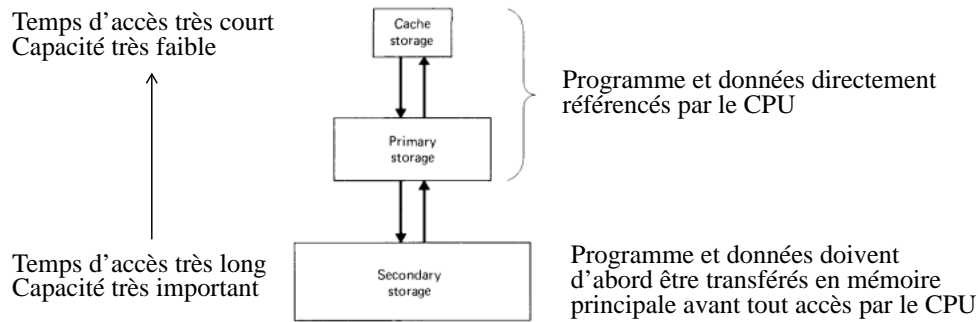 Temps d’accès très court
Capacité très faible
Cache
storage
Programme et données directement
référencés par le CPU
Primary
storage
Temps d’accès très long
Capacité très important
Secondary
storage
Programme et données doivent
d’abord être transférés en mémoire
principale avant tout accès par le CPU